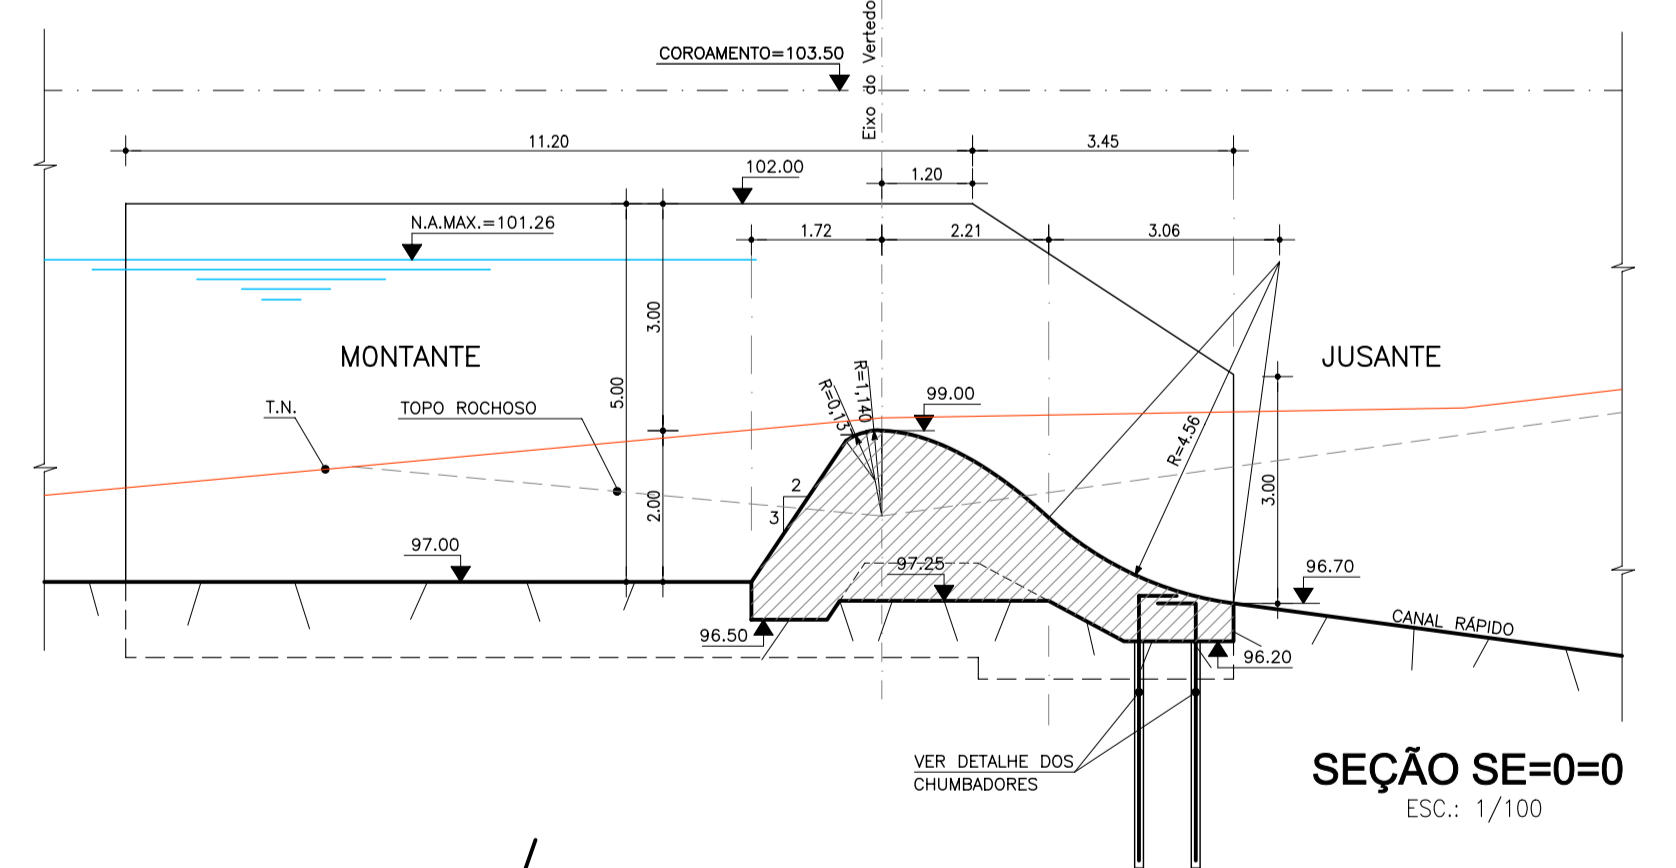 COROAMENTO=103.50
Eixo do Vertedo
11.20
3.45
102.00
1.20
N.A.MAX.=101.26
1.72
2.21
3.06
3.00
MONTANTE
JUSANTE
5.00
R=0,13
R=1,140
99.00
T.N.
TOPO ROCHOSO
R=4.56
2
3
2.00
3.00
97.00
97.25
96.70
CANAL RÁPIDO
96.50
96.20
VER DETALHE DOS
CHUMBADORES
SEÇÃO SE=0=0
ESC.: 1/100